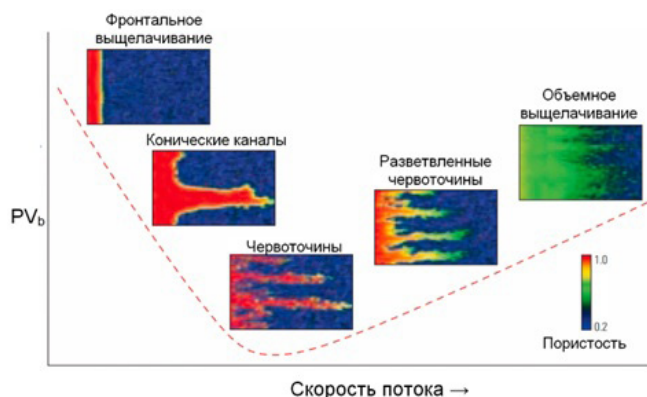 Фронтальное
выщелачивание
Конические каналы
Червоточины
Разветвленные
червоточины
Объемное
выщелачивание
PVb
1.0
0.2
Пористость
Скорость потока →